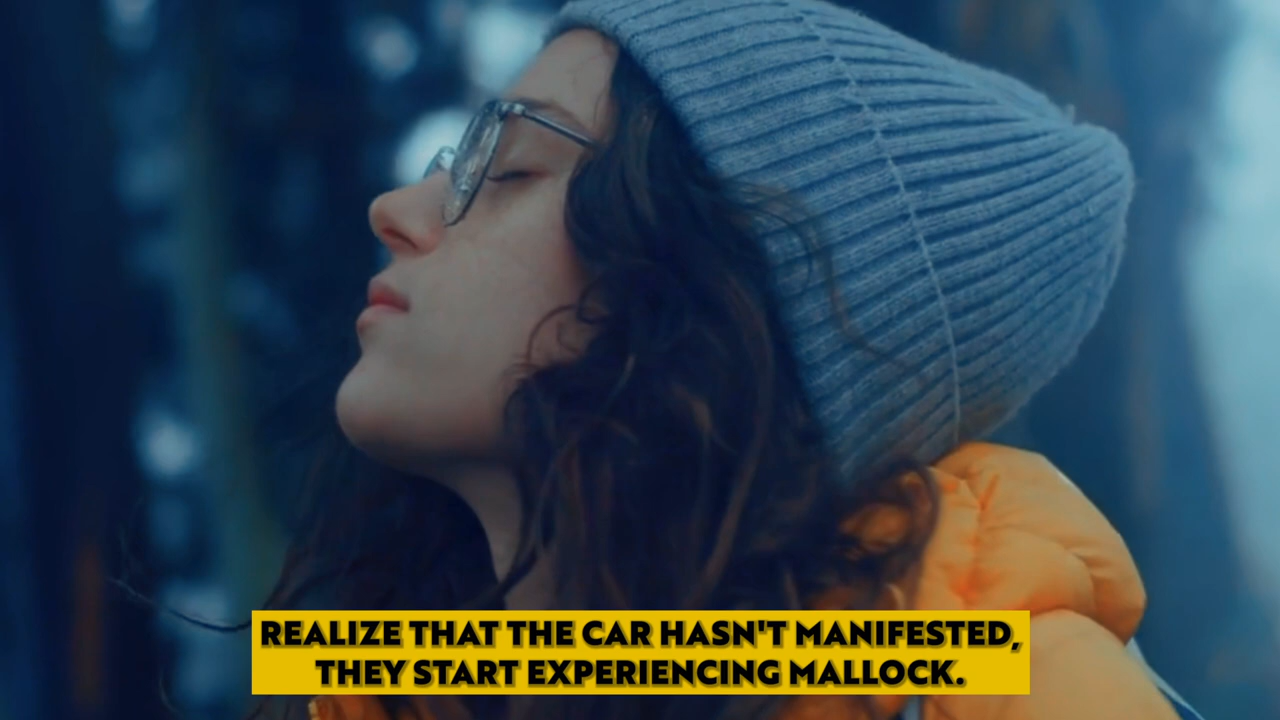 REALIZE THAT THE CAR HASN'T MANIFESTED,
THEY START EXPERIENCING MALLOCK.